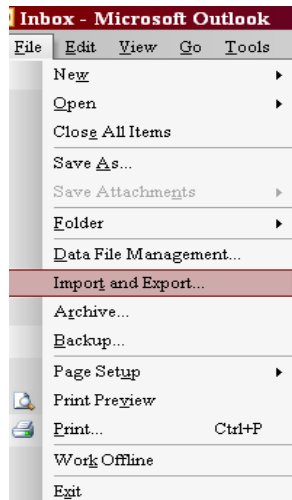 Inbox - Microsoft Outlook
File Edit View Go Tools
New
Open
Close All Items
Save As...
Save Attachments
Folder
Data File Management...
Import and Export...
Archive...
Backup...
Page Setup
Print Preview
Print... Ctrl+P
Work Offline
Exit